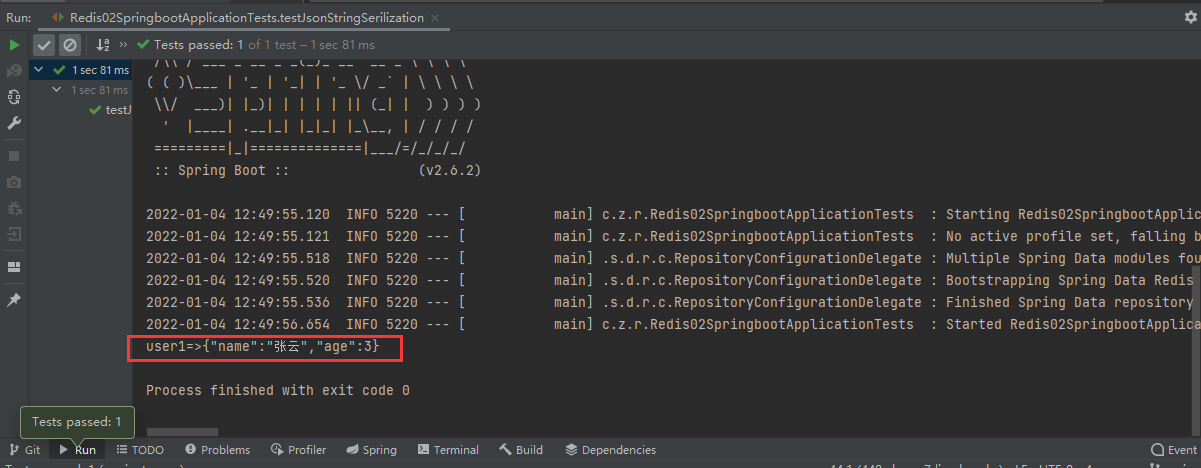 Run: Redis02SpringbootApplicationTests.testJsonStringSerilization
Tests passed: 1 of 1 test – 1 sec 81 ms
1 sec 81 ms
1 sec 81 ms
testJ
( ( )\___ | '_ | '_| | '_ \/ _` | \ \ \ \
\\/  ___)| |_)| | | | | || (_| |  ) ) ) )
'  |____| .__|_| |_|_| |_\__, | / / / /
=========|_|==============|___/=/_/_/_/
:: Spring Boot ::                (v2.6.2)
2022-01-04 12:49:55.120  INFO 5220 --- [           main] c.z.r.Redis02SpringbootApplicationTests  : Starting Redis02SpringbootApplic
2022-01-04 12:49:55.121  INFO 5220 --- [           main] c.z.r.Redis02SpringbootApplicationTests  : No active profile set, falling b
2022-01-04 12:49:55.518  INFO 5220 --- [           main] .s.d.r.c.RepositoryConfigurationDelegate : Multiple Spring Data modules fou
2022-01-04 12:49:55.520  INFO 5220 --- [           main] .s.d.r.c.RepositoryConfigurationDelegate : Bootstrapping Spring Data Redis
2022-01-04 12:49:55.536  INFO 5220 --- [           main] .s.d.r.c.RepositoryConfigurationDelegate : Finished Spring Data repository
2022-01-04 12:49:56.654  INFO 5220 --- [           main] c.z.r.Redis02SpringbootApplicationTests  : Started Redis02SpringbootApplica
user1=>{"name":"张云","age":3}
Process finished with exit code 0
Tests passed: 1
Git Run TODO Problems Profiler Spring Terminal Build Dependencies Event